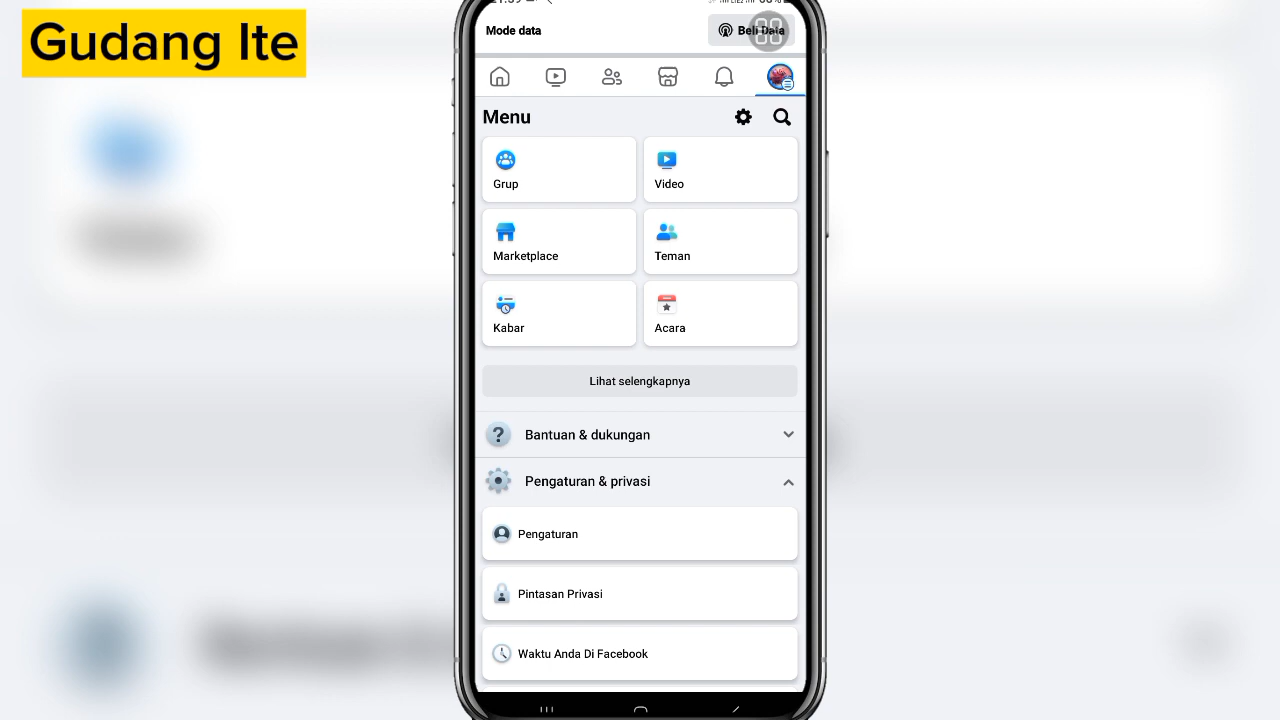 Gudang Ite
Mode data
Beli Data
Menu
Grup
Video
Marketplace
Teman
Kabar
Acara
Lihat selengkapnya
Bantuan & dukungan
Pengaturan & privasi
Pengaturan
Pintasan Privasi
Waktu Anda Di Facebook